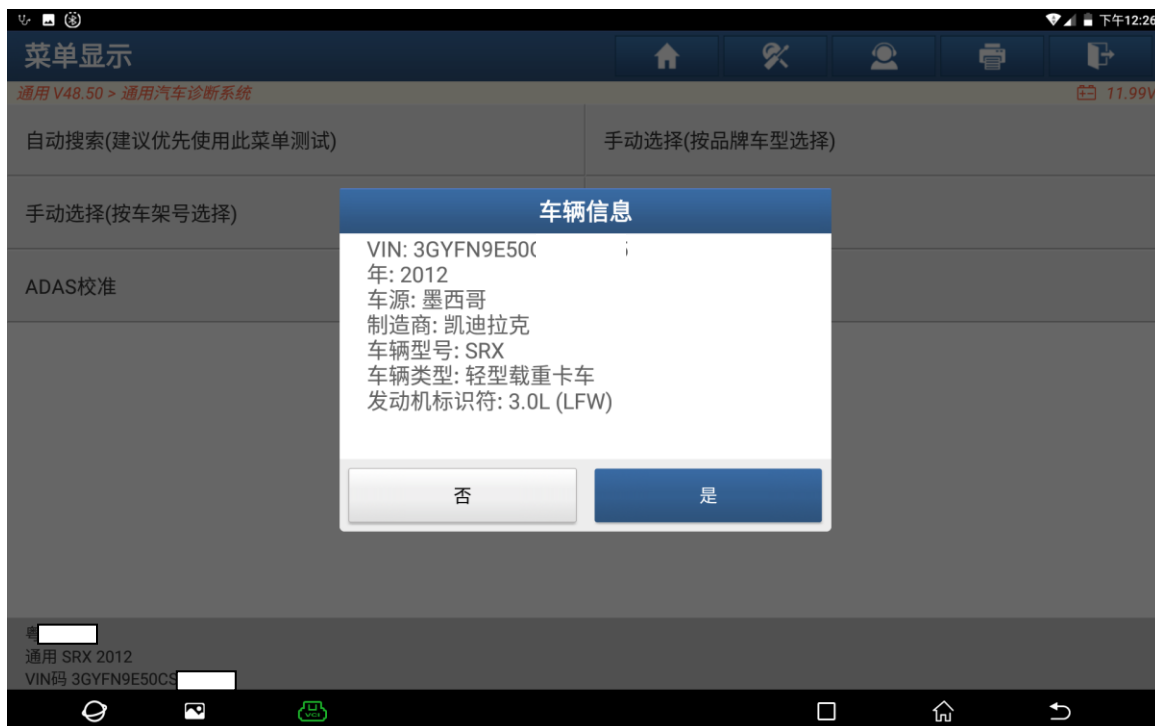 下午12:26
菜单显示
通用 V48.50 > 通用汽车诊断系统
11.99V
自动搜索(建议优先使用此菜单测试)
手动选择(按品牌车型选择)
手动选择(按车架号选择)
ADAS校准
车辆信息
VIN: 3GYFN9E50
年: 2012
车源: 墨西哥
制造商: 凯迪拉克
车辆型号: SRX
车辆类型: 轻型载重卡车
发动机标识符: 3.0L (LFW)
否
是
粤
通用 SRX 2012
VIN码 3GYFN9E50CS
VCI